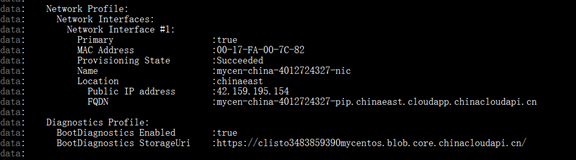 data:    Network Profile:
data:      Network Interfaces:
data:        Network Interface #1:
data:          Primary                       :true
data:          MAC Address                   :00-17-FA-00-7C-82
data:          Provisioning State            :Succeeded
data:          Name                          :mycen-china-4012724327-nic
data:          Location                      :chinaeast
data:            Public IP address           :42.159.195.154
data:            FQDN                        :mycen-china-4012724327-pip.chinaeast.cloudapp.chinacloudapi.cn
data:
data:    Diagnostics Profile:
data:      BootDiagnostics Enabled           :true
data:      BootDiagnostics StorageUri        :https://clisto3483859390mycentos.blob.core.chinacloudapi.cn/
data: